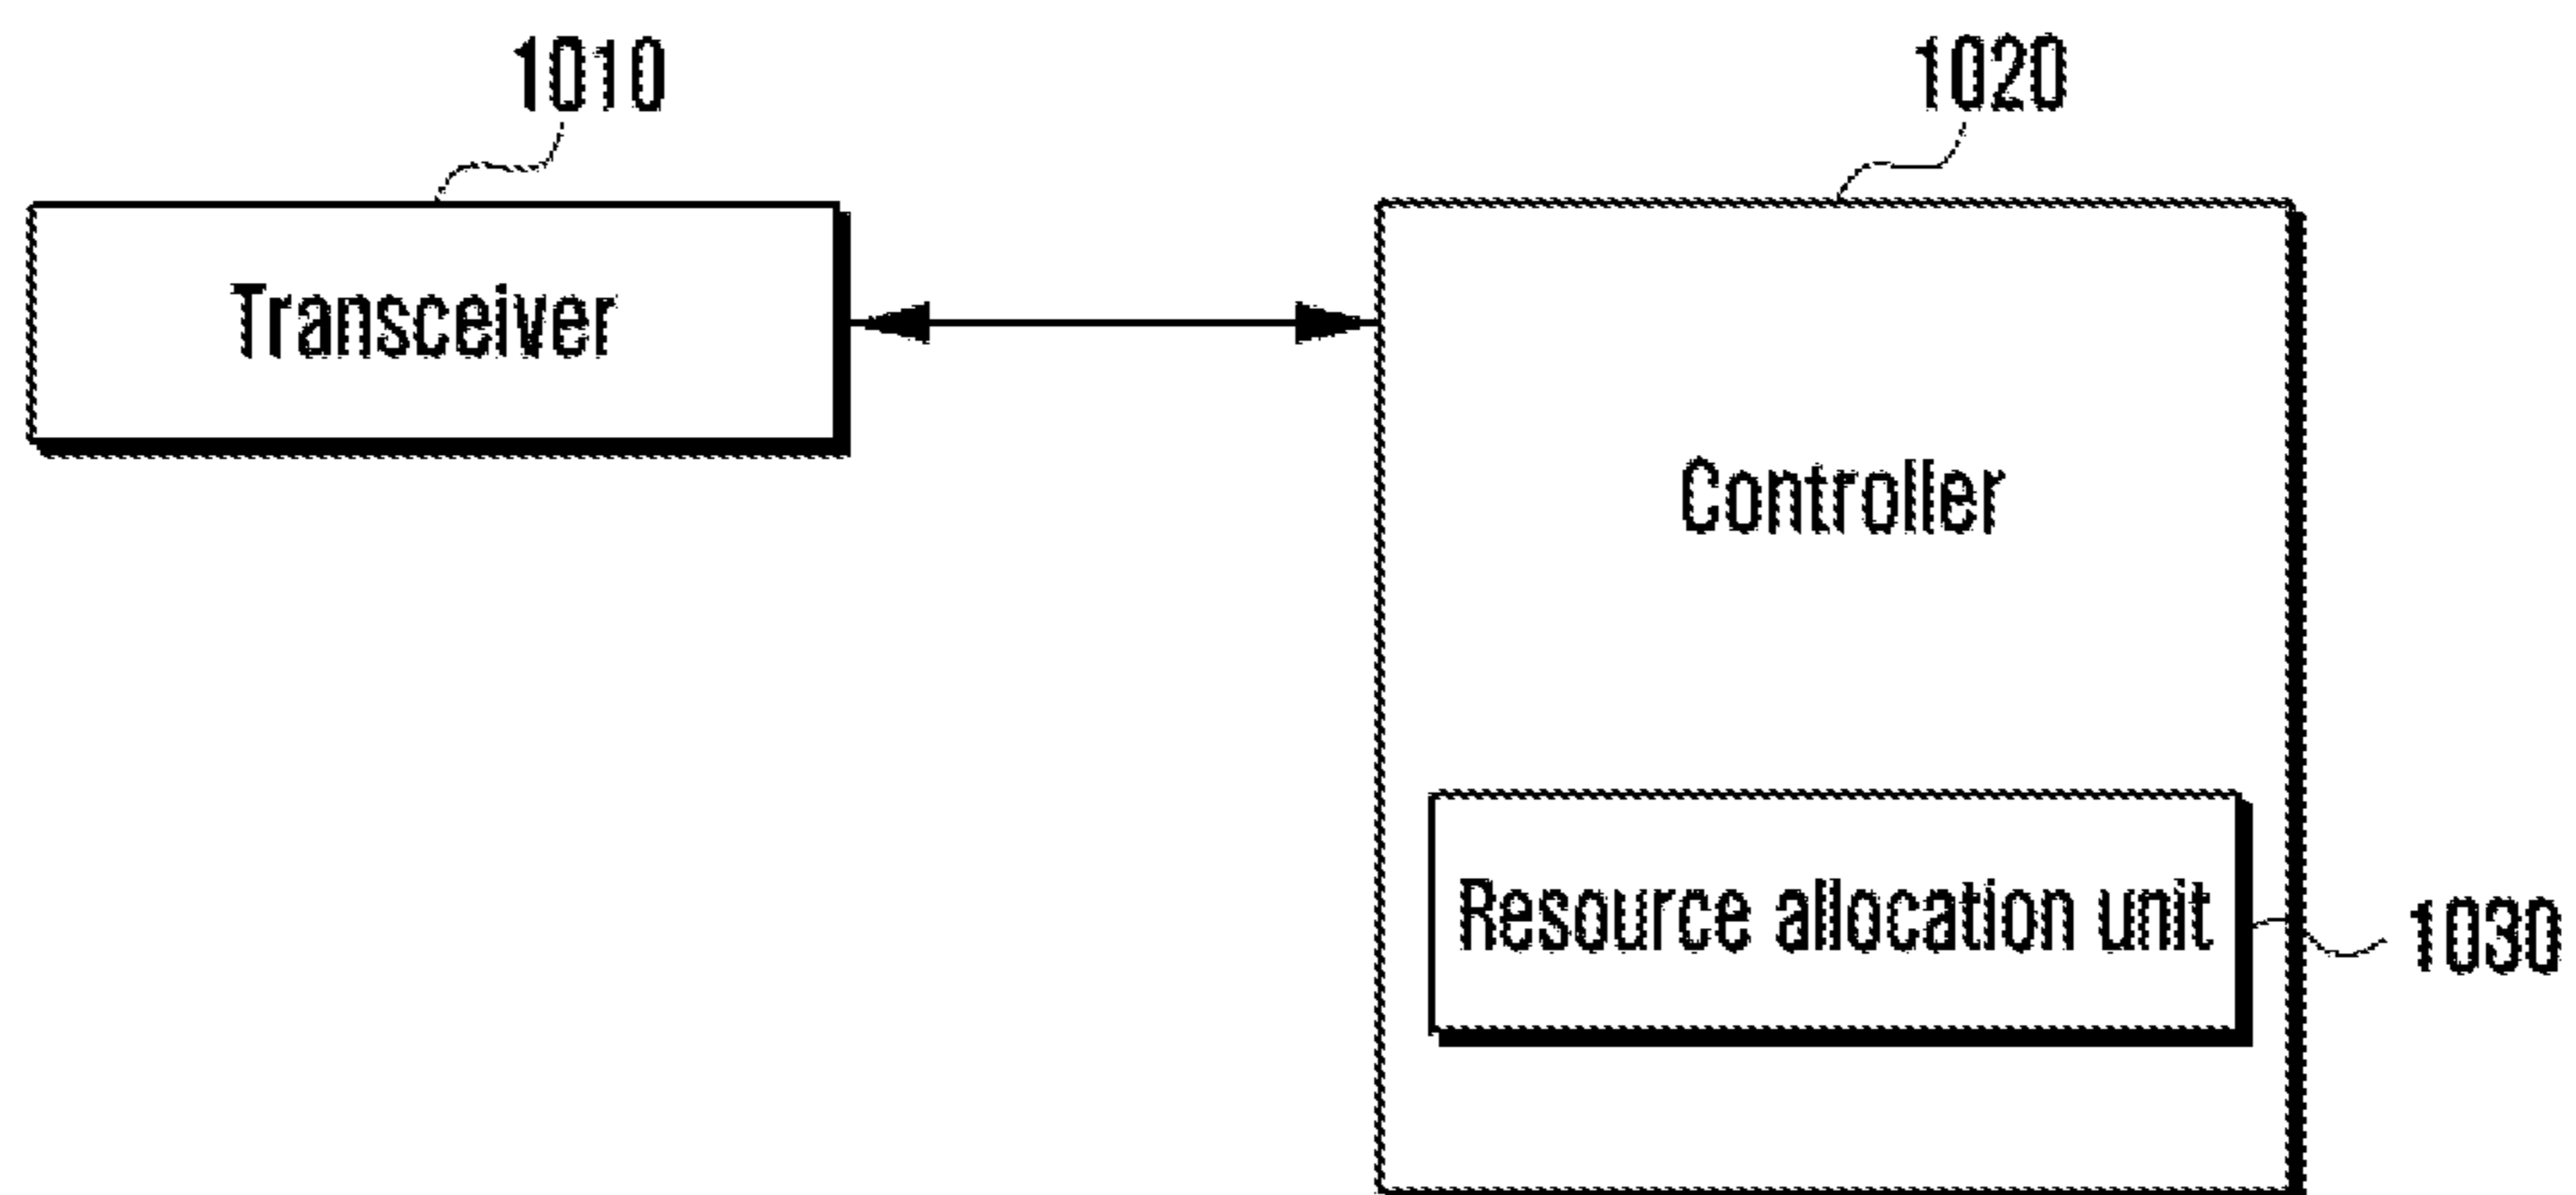 1010
1020
Transceiver
Controller
Resource allocation unit
1030